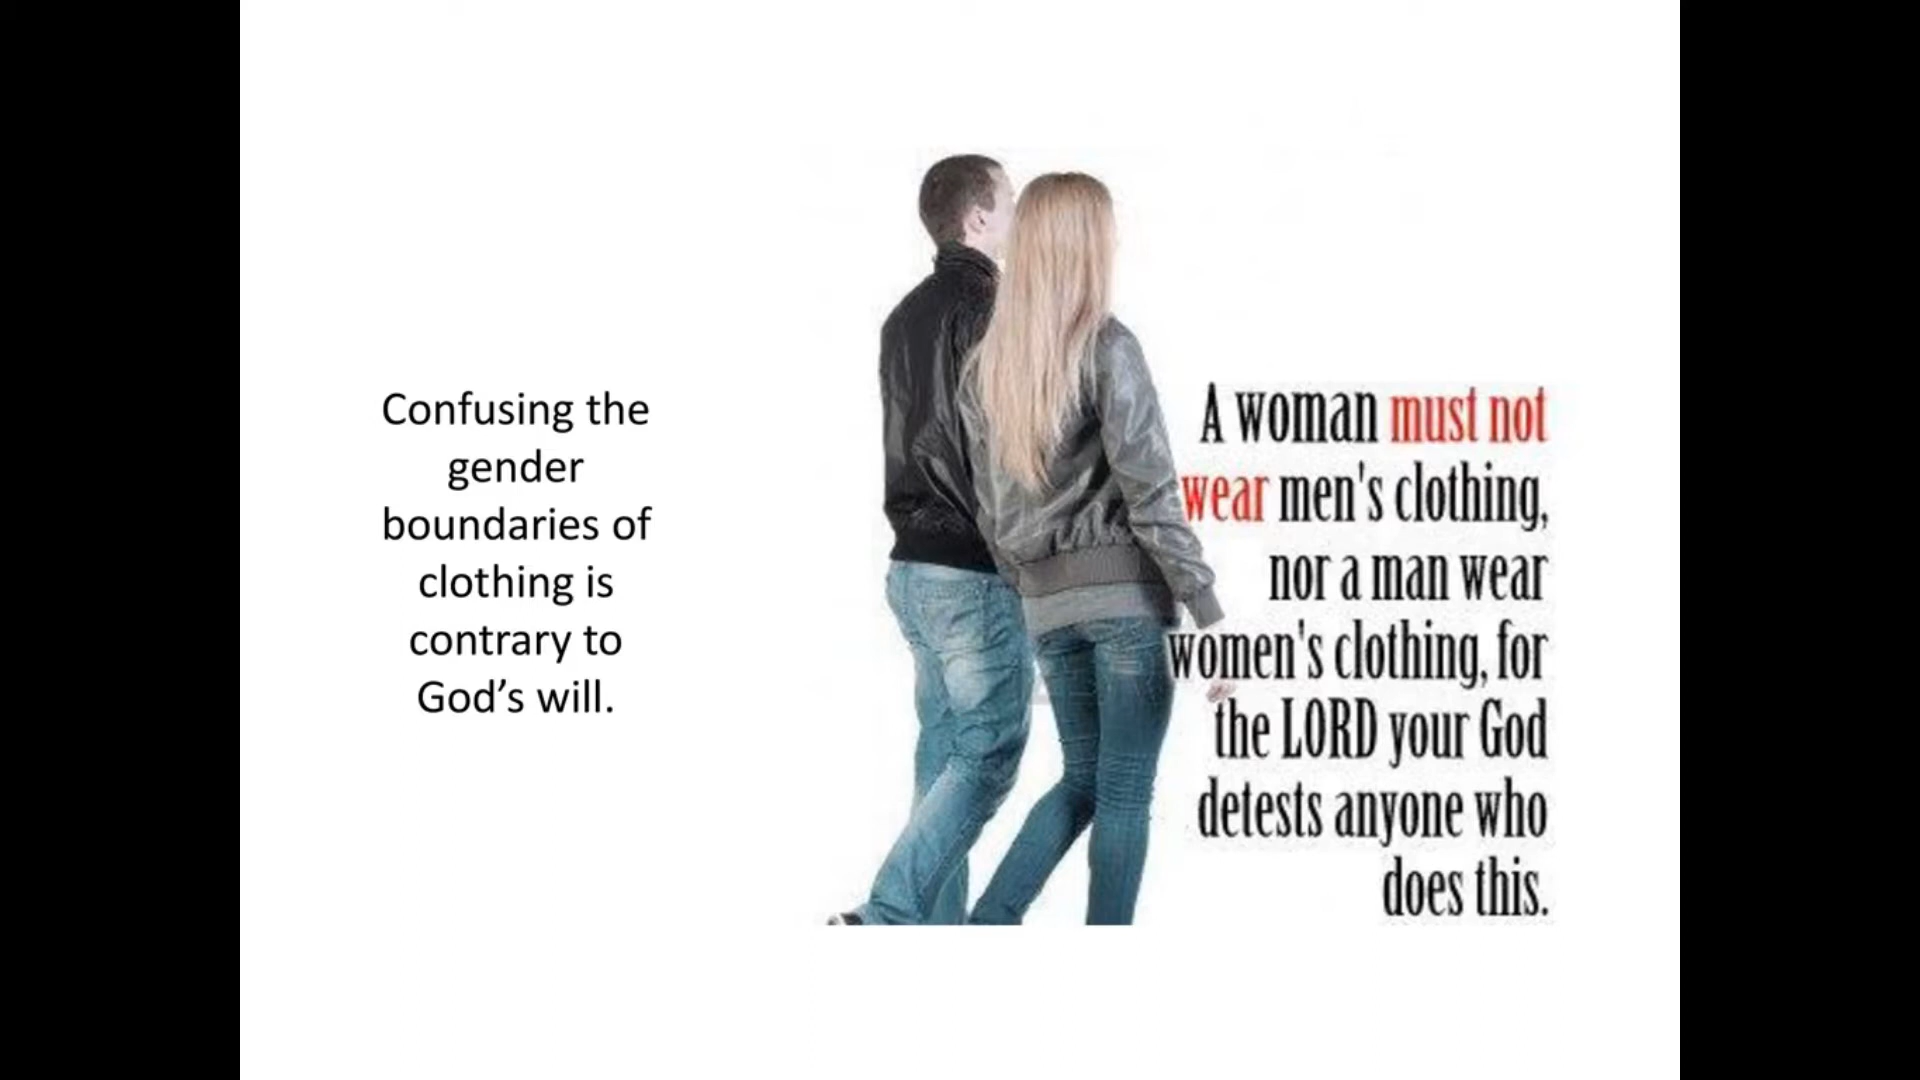 Confusing the
gender
boundaries of
clothing is
contrary to
God’s will.
A woman must not
wear men's clothing,
nor a man wear
women's clothing, for
the LORD your God
detests anyone who
does this.